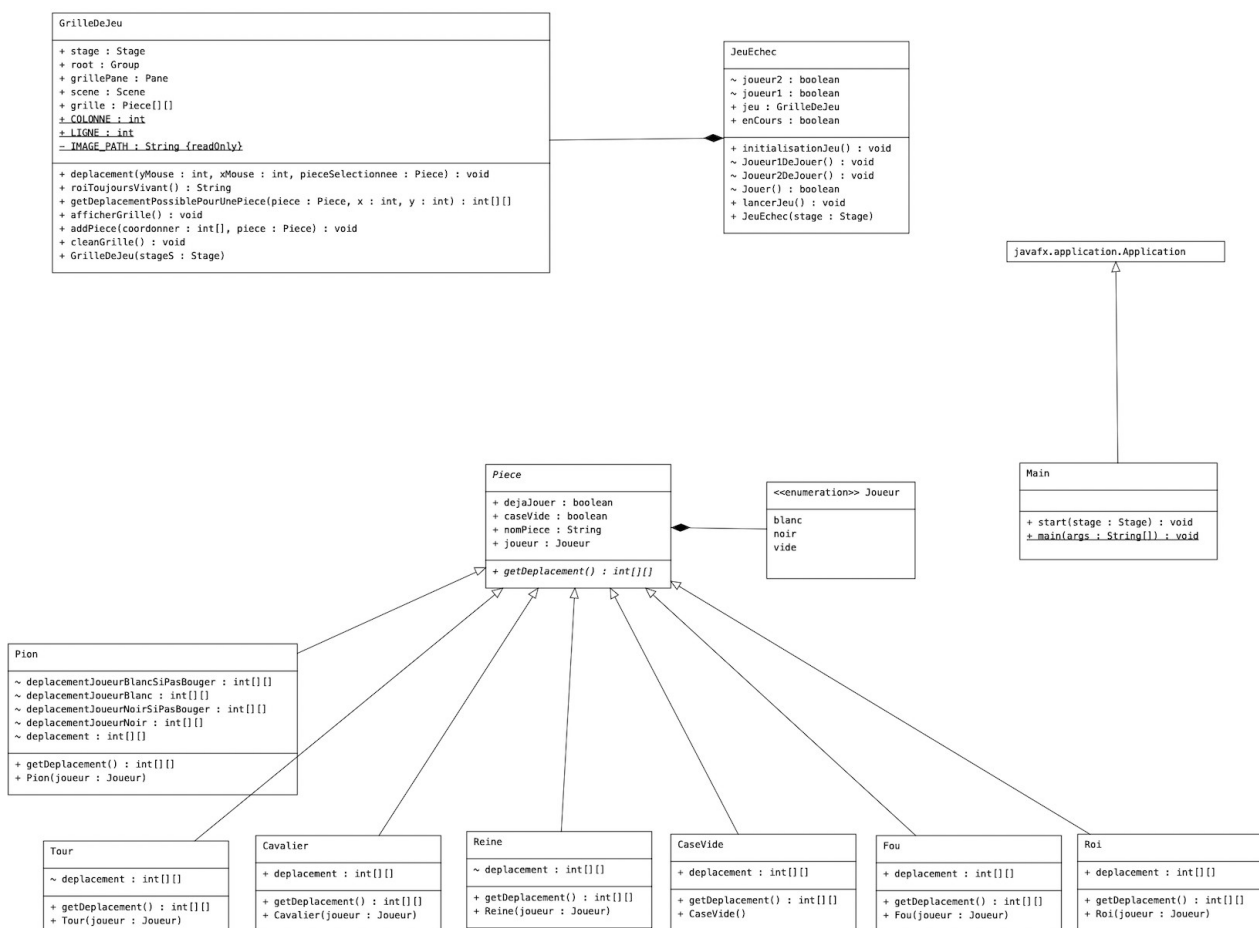 GrilleDeJeu
+ stage : Stage
+ root : Group
+ grillePane : Pane
+ scene : Scene
+ grille : Piece[][]
+ COLONNE : int
+ LIGNE : int
- IMAGE_PATH : String {readOnly}
+ deplacement(yMouse : int, xMouse : int, pieceSelectionnee : Piece) : void
+ roiToujoursVivant() : String
+ getDeplacementPossiblePourUnePiece(piece : Piece, x : int, y : int) : int[][]
+ afficherGrille() : void
+ addPiece(coordonner : int[], piece : Piece) : void
+ cleanGrille() : void
+ GrilleDeJeu(stageS : Stage)
JeuEchec
~ joueur2 : boolean
~ joueur1 : boolean
+ jeu : GrilleDeJeu
+ enCours : boolean
+ initialisationJeu() : void
~ Joueur1DeJouer() : void
~ Joueur2DeJouer() : void
~ Jouer() : boolean
+ lancerJeu() : void
+ JeuEchec(stage : Stage)
javafx.application.Application
Main
+ start(stage : Stage) : void
+ main(args : String[]) : void
Piece
+ dejaJouer : boolean
+ caseVide : boolean
+ nomPiece : String
+ joueur : Joueur
+ getDeplacement() : int[][]
<<enumeration>> Joueur
blanc
noir
vide
Pion
~ deplacementJoueurBlancSiPasBouger : int[][]
~ deplacementJoueurBlanc : int[][]
~ deplacementJoueurNoirSiPasBouger : int[][]
~ deplacementJoueurNoir : int[][]
~ deplacement : int[][]
+ getDeplacement() : int[][]
+ Pion(joueur : Joueur)
Tour
~ deplacement : int[][]
+ getDeplacement() : int[][]
+ Tour(joueur : Joueur)
Cavalier
+ deplacement : int[][]
+ getDeplacement() : int[][]
+ Cavalier(joueur : Joueur)
Reine
~ deplacement : int[][]
+ getDeplacement() : int[][]
+ Reine(joueur : Joueur)
CaseVide
+ deplacement : int[][]
+ getDeplacement() : int[][]
+ CaseVide()
Fou
+ deplacement : int[][]
+ getDeplacement() : int[][]
+ Fou(joueur : Joueur)
Roi
+ deplacement : int[][]
+ getDeplacement() : int[][]
+ Roi(joueur : Joueur)